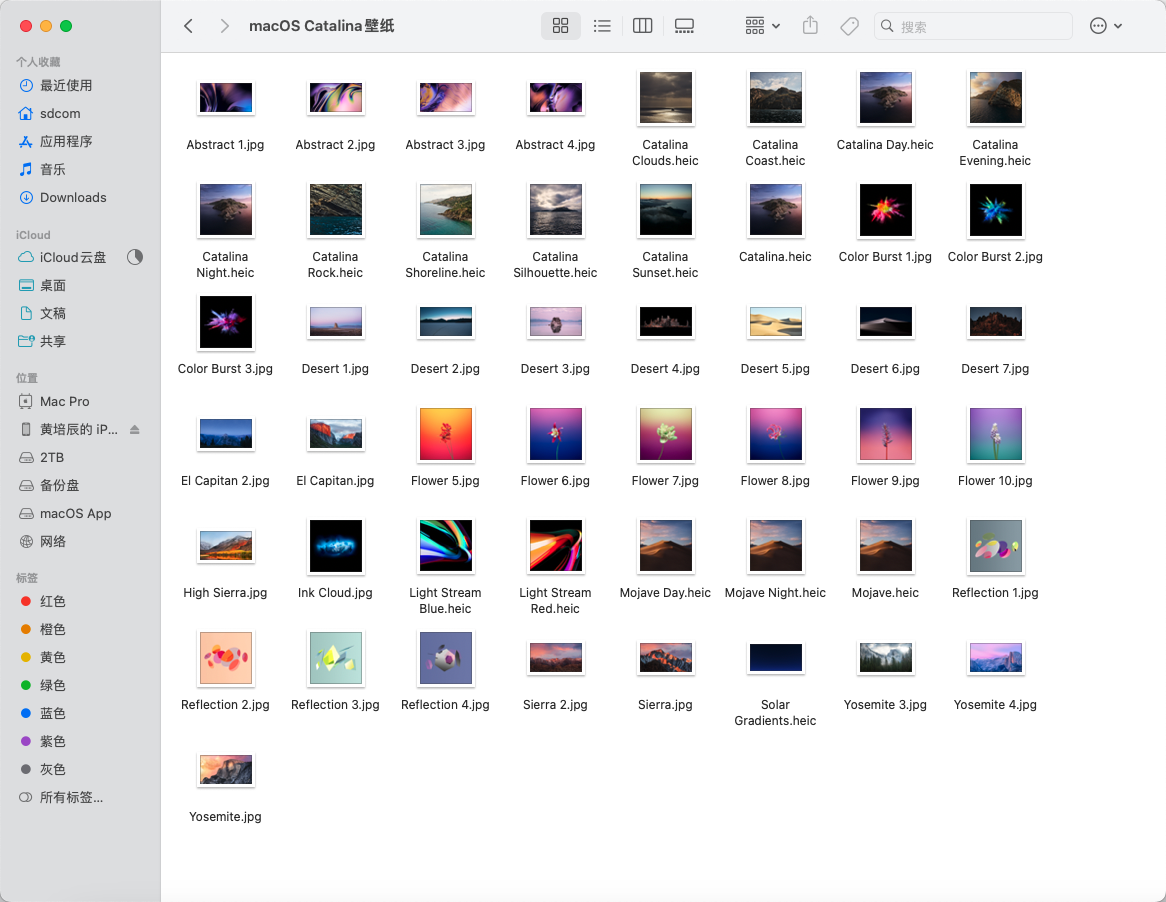 macOS Catalina壁纸
搜索
个人收藏
最近使用
sdcom
应用程序
音乐
Downloads
iCloud
iCloud云盘
桌面
文稿
共享
位置
Mac Pro
黄培辰的 iP...
2TB
备份盘
macOS App
网络
标签
红色
橙色
黄色
绿色
蓝色
紫色
灰色
所有标签...
Abstract 1.jpg
Abstract 2.jpg
Abstract 3.jpg
Abstract 4.jpg
Catalina
Clouds.heic
Catalina
Coast.heic
Catalina Day.heic
Catalina
Evening.heic
Catalina
Night.heic
Catalina
Rock.heic
Catalina
Shoreline.heic
Catalina
Silhouette.heic
Catalina
Sunset.heic
Catalina.heic
Color Burst 1.jpg
Color Burst 2.jpg
Color Burst 3.jpg
Desert 1.jpg
Desert 2.jpg
Desert 3.jpg
Desert 4.jpg
Desert 5.jpg
Desert 6.jpg
Desert 7.jpg
El Capitan 2.jpg
El Capitan.jpg
Flower 5.jpg
Flower 6.jpg
Flower 7.jpg
Flower 8.jpg
Flower 9.jpg
Flower 10.jpg
High Sierra.jpg
Ink Cloud.jpg
Light Stream
Blue.heic
Light Stream
Red.heic
Mojave Day.heic
Mojave Night.heic
Mojave.heic
Reflection 1.jpg
Reflection 2.jpg
Reflection 3.jpg
Reflection 4.jpg
Sierra 2.jpg
Sierra.jpg
Solar
Gradients.heic
Yosemite 3.jpg
Yosemite 4.jpg
Yosemite.jpg